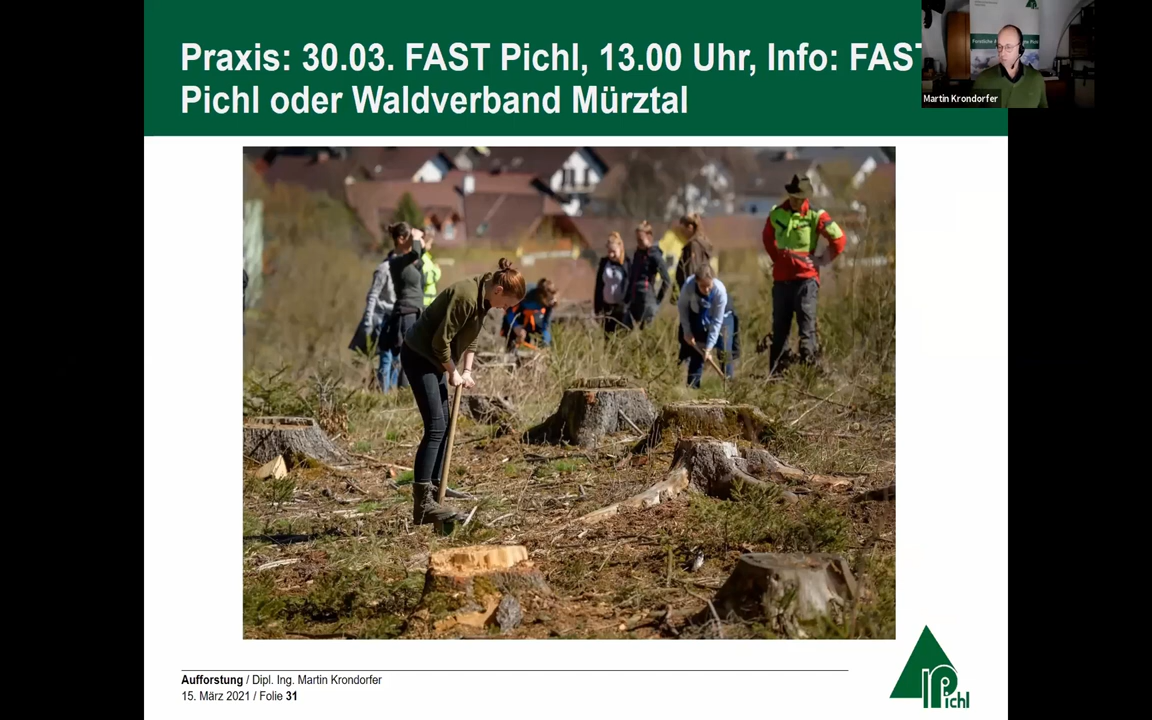 Praxis: 30.03. FAST Pichl, 13.00 Uhr, Info: FAST
Pichl oder Waldverband Mürztal
Martin Krondorfer
Aufforstung / Dipl. Ing. Martin Krondorfer
15. März 2021 / Folie 31
Pichl